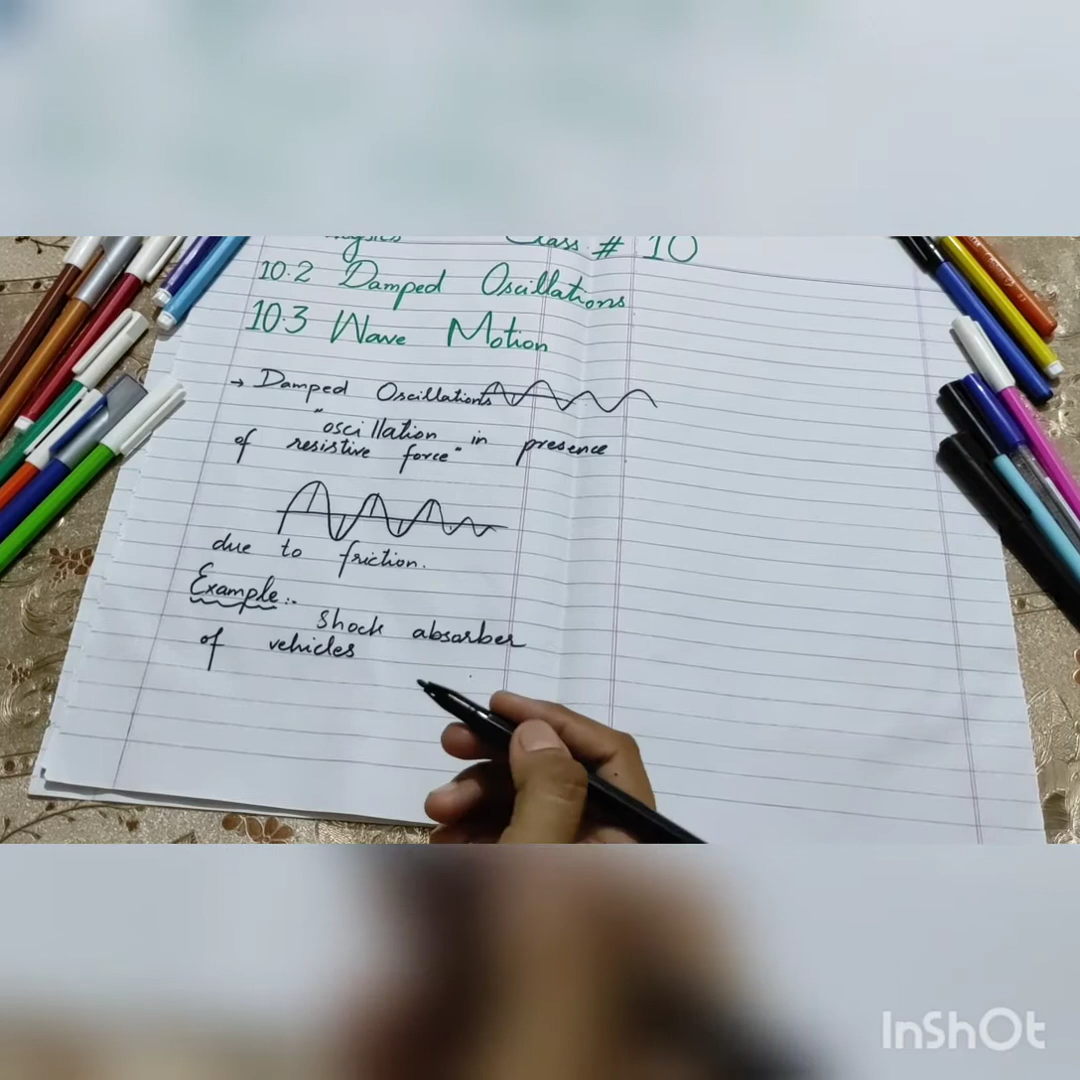 Class # 10
10.2 Damped Oscillations
10.3 Wave Motion
→ Damped Oscillations
"oscillation in presence
of resistive force"
due to friction.
Example:-
Shock absorber
of vehicles
InShOt